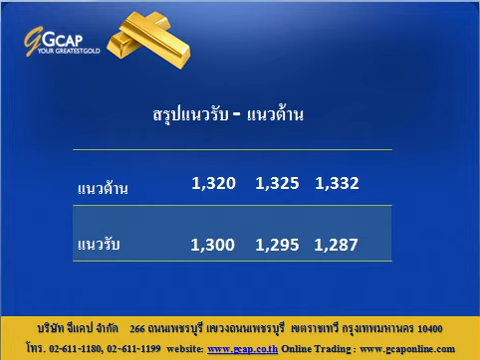 GCAP
YOUR GREATESTGOLD
สรุปแนวรับ - แนวต้าน
แนวต้าน 1,320 1,325 1,332
แนวรับ 1,300 1,295 1,287
บริษัท จีแคป จำกัด 266 ถนนเพชรบุรี แขวงถนนเพชรบุรี เขตราชเทวี กรุงเทพมหานคร 10400
โทร. 02-611-1180, 02-611-1199 website: www.gcap.co.th Online Trading : www.gcaponline.com